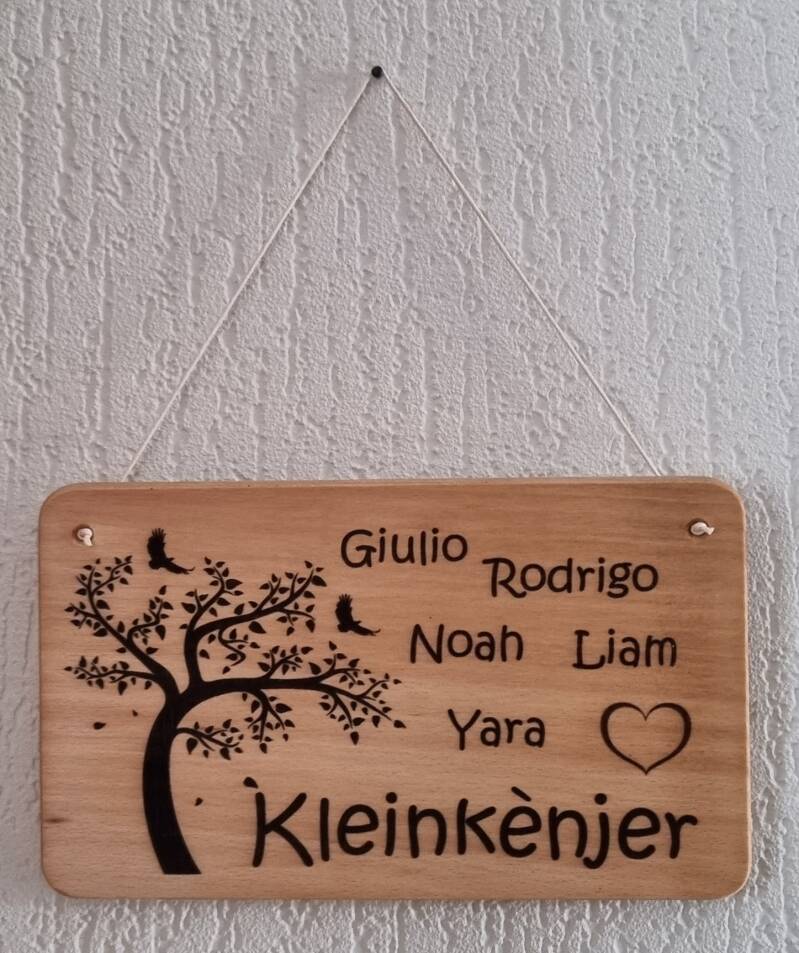 Giulio
Rodrigo
Noah Liam
Yara
Kleinkènjer